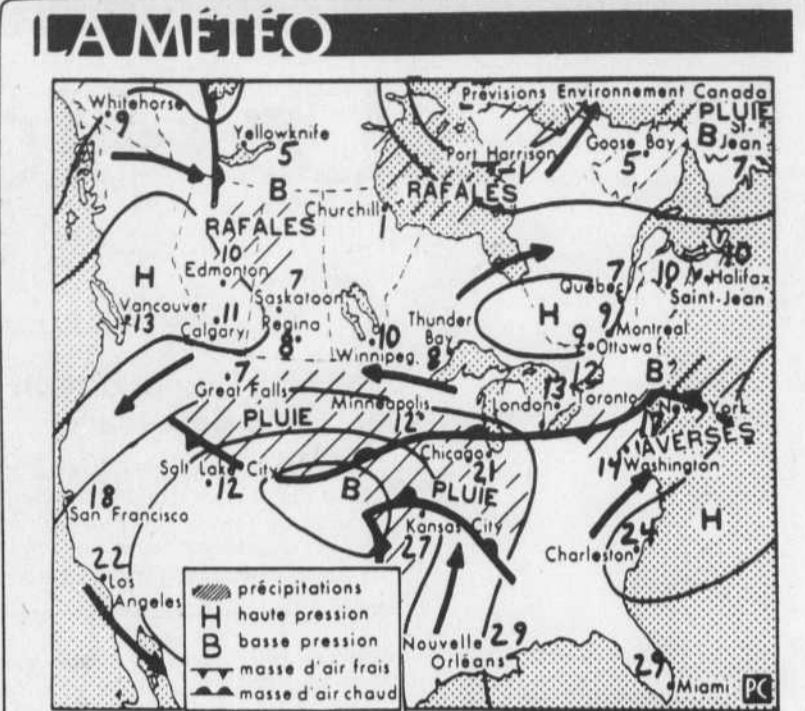 LA MÉTÉO
Prévisions Environnement Canada
Whitehorse
9
Yellowknife
5
B
RAFALES
Churchill
1
Port Harrison
1
RAFALES
Goose Bay
5
PLUIE
B
St-Jean
7
10
Edmonton
H
Vancouver
13
11
Calgary
7
Saskatoon
Regina
8
10
Winnipeg
Thunder Bay
8
H
7
Québec
9
Montreal
9
Ottawa
10
Halifax
10
Saint-Jean
12
Toronto
13
London
B
New York
17
AVERSES
14
Washington
7
Great Falls
PLUIE
Minneapolis
12
Chicago
21
Salt Lake City
12
B
PLUIE
Kansas City
27
18
San Francisco
22
Los Angeles
Charleston
24
H
Nouvelle Orléans
29
29
Miami
précipitations
H haute pression
B basse pression
masse d'air frais
masse d'air chaud
PC